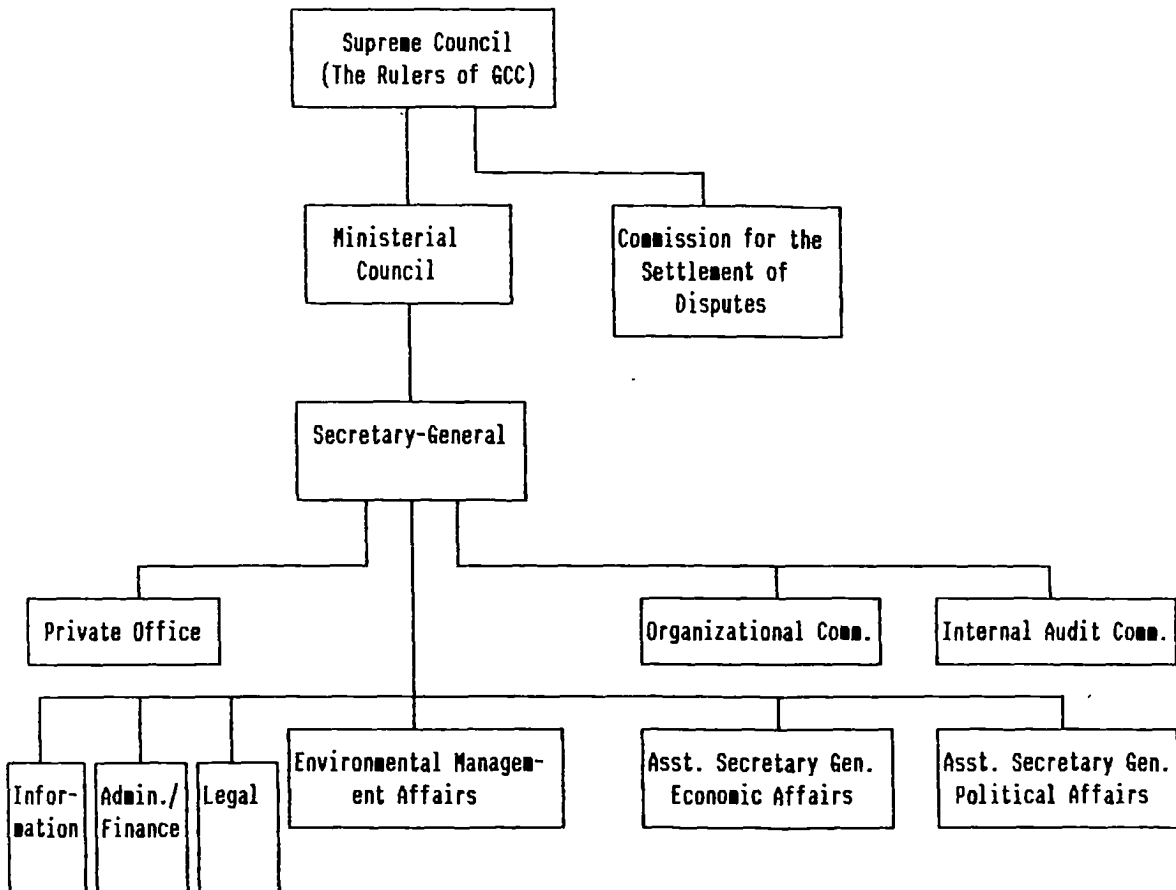 Supreme Council
(The Rulers of GCC)
Ministerial
Council
Commission for the
Settlement of
Disputes
Secretary-General
Private Office
Organizational Comm.
Internal Audit Comm.
Infor-
mation
Admin./
Finance
Legal
Environmental Managem-
ent Affairs
Asst. Secretary Gen.
Economic Affairs
Asst. Secretary Gen.
Political Affairs